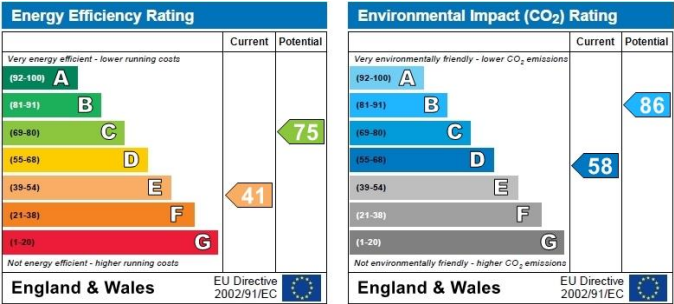 Energy Efficiency Rating
Current Potential
Very energy efficient - lower running costs
(92-100) A
(81-91) B
(69-80) C
75
(55-68) D
(39-54) E
41
(21-38) F
(1-20) G
Not energy efficient - higher running costs
England & Wales
EU Directive
2002/91/EC
Environmental Impact (CO₂) Rating
Current Potential
Very environmentally friendly - lower CO₂ emissions
(92-100) A
(81-91) B
86
(69-80) C
(55-68) D
58
(39-54) E
(21-38) F
(1-20) G
Not environmentally friendly - higher CO₂ emissions
England & Wales
EU Directive
2002/91/EC